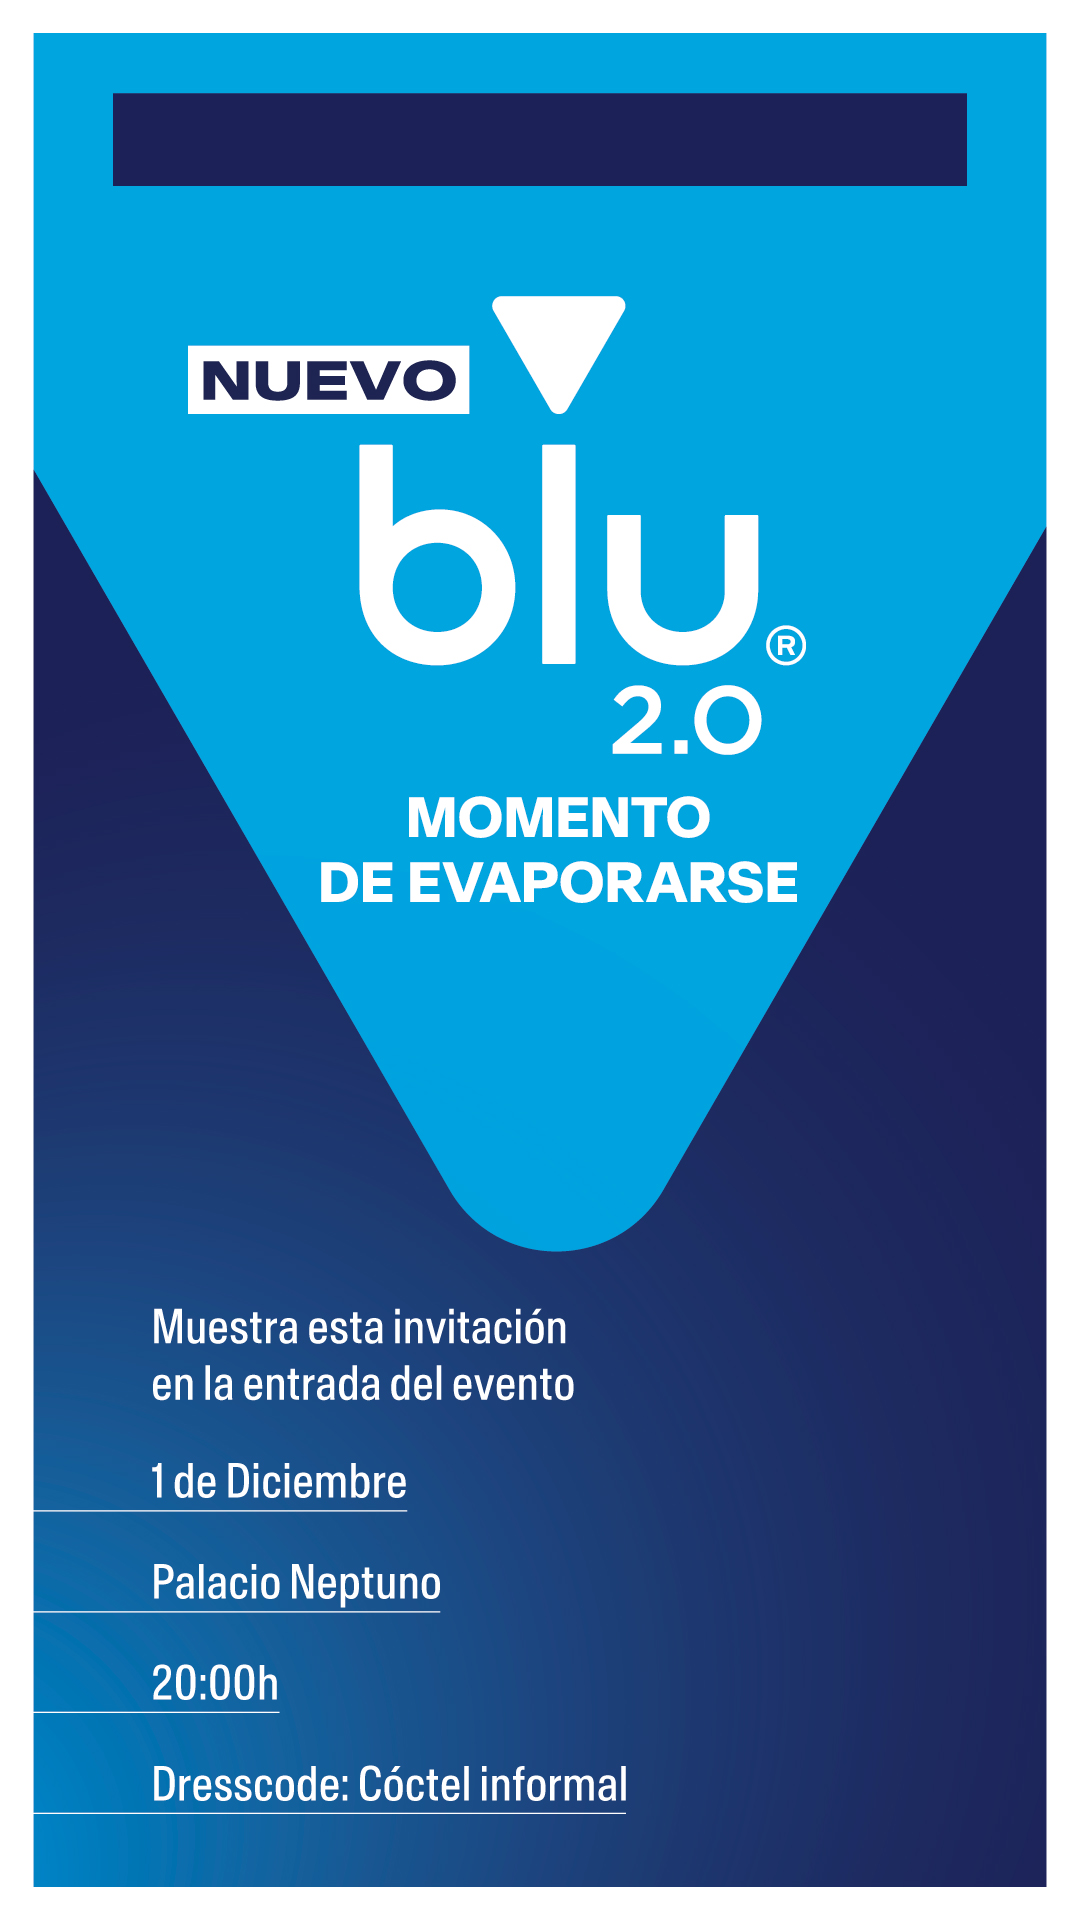 NUEVO
blu®
2.0
MOMENTO
DE EVAPORARSE
Muestra esta invitación
en la entrada del evento
1 de Diciembre
Palacio Neptuno
20:00h
Dresscode: Cóctel informal